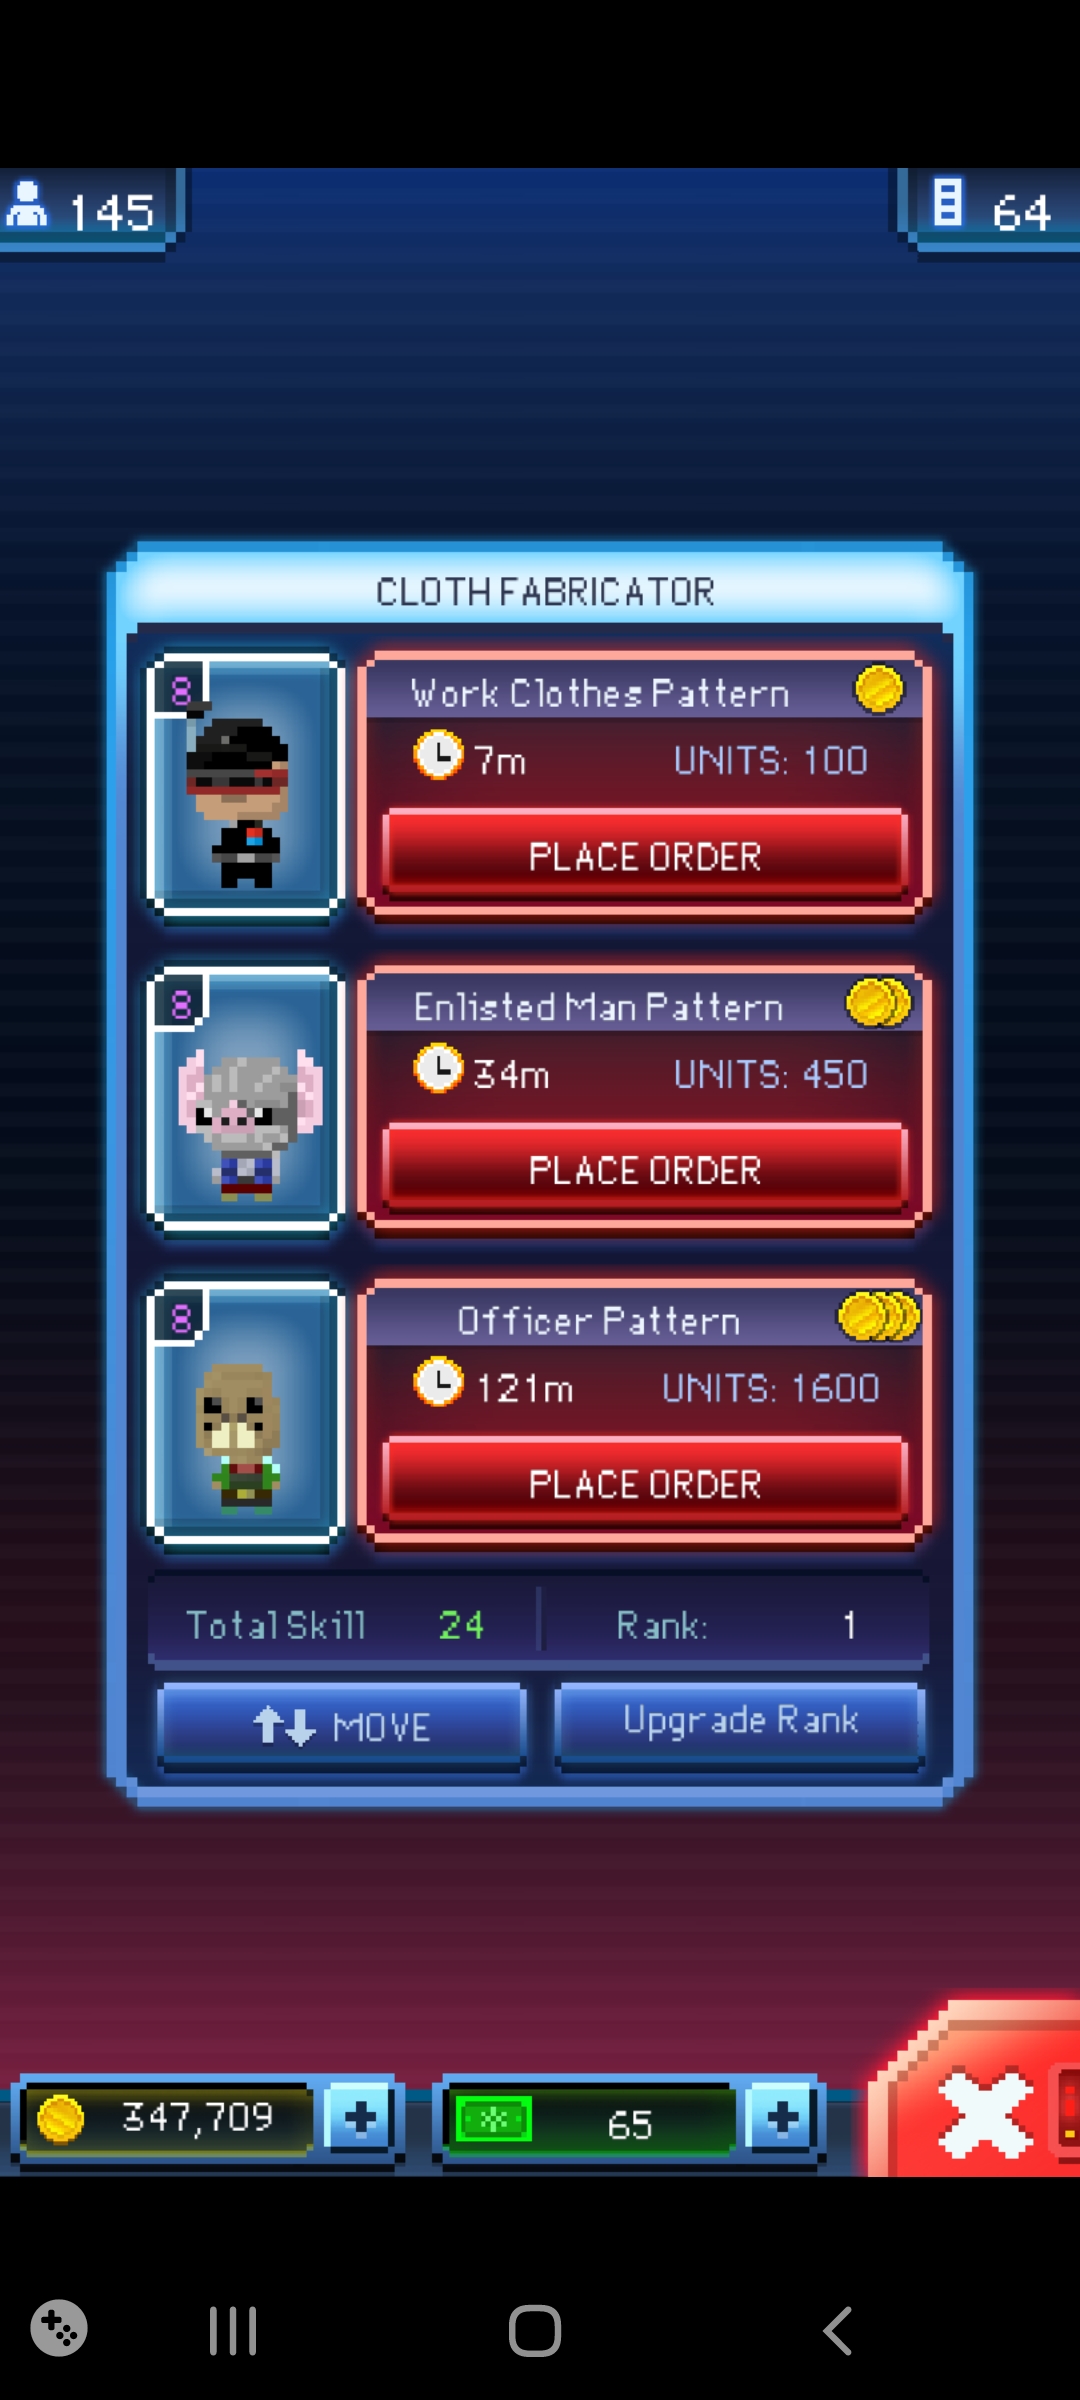 145
64
CLOTH FABRICATOR
8
Work Clothes Pattern
7m UNITS: 100
PLACE ORDER
8
Enlisted Man Pattern
34m UNITS: 450
PLACE ORDER
8
Officer Pattern
121m UNITS: 1600
PLACE ORDER
Total Skill 24 Rank: 1
MOVE Upgrade Rank
347,709 65